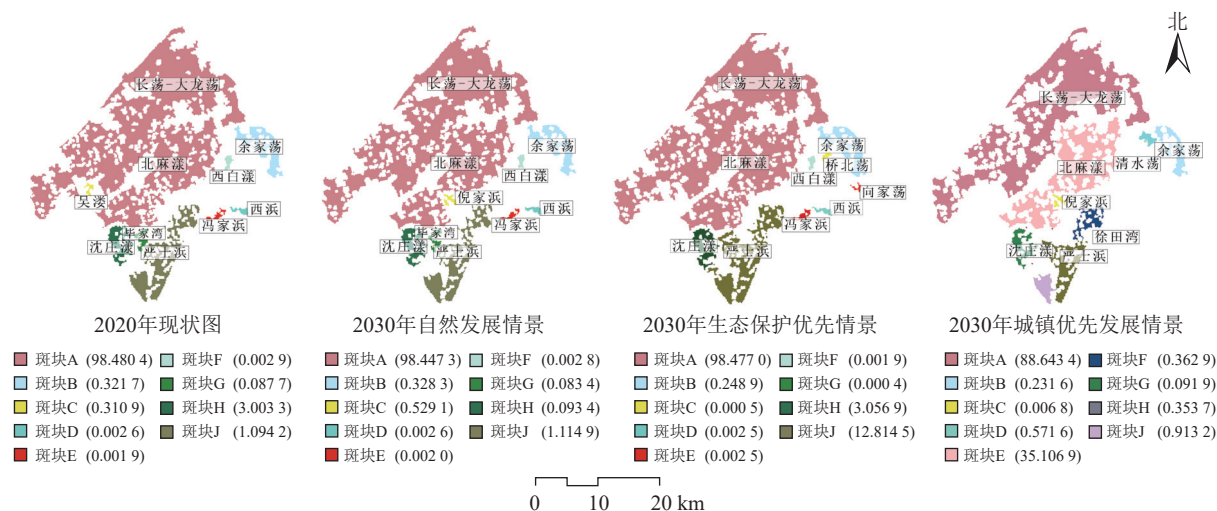 北
长荡-大龙荡
余家荡
北麻漾
西白漾
吴溇
西浜
冯家浜
毕家湾
沈庄漾
严士浜
2020年现状图
斑块A (98.480 4)
斑块F (0.002 9)
斑块B (0.321 7)
斑块G (0.087 7)
斑块C (0.310 9)
斑块H (3.003 3)
斑块D (0.002 6)
斑块J (1.094 2)
斑块E (0.001 9)
长荡-大龙荡
余家荡
北麻漾
西白漾
倪家浜
西浜
冯家浜
毕家湾
沈庄漾
严士浜
2030年自然发展情景
斑块A (98.447 3)
斑块F (0.002 8)
斑块B (0.328 3)
斑块G (0.083 4)
斑块C (0.529 1)
斑块H (0.093 4)
斑块D (0.002 6)
斑块J (1.114 9)
斑块E (0.002 0)
长荡-大龙荡
余家荡
北麻漾
桥北荡
西白漾
向家荡
西浜
冯家浜
沈庄漾
严士浜
2030年生态保护优先情景
斑块A (98.477 0)
斑块F (0.001 9)
斑块B (0.248 9)
斑块G (0.000 4)
斑块C (0.000 5)
斑块H (3.056 9)
斑块D (0.002 5)
斑块J (12.814 5)
斑块E (0.002 5)
长荡-大龙荡
余家荡
北麻漾
清水荡
倪家浜
徐田湾
沈庄漾
严士浜
2030年城镇优先发展情景
斑块A (88.643 4)
斑块F (0.362 9)
斑块B (0.231 6)
斑块G (0.091 9)
斑块C (0.006 8)
斑块H (0.353 7)
斑块D (0.571 6)
斑块J (0.913 2)
斑块E (35.106 9)
0 10 20 km